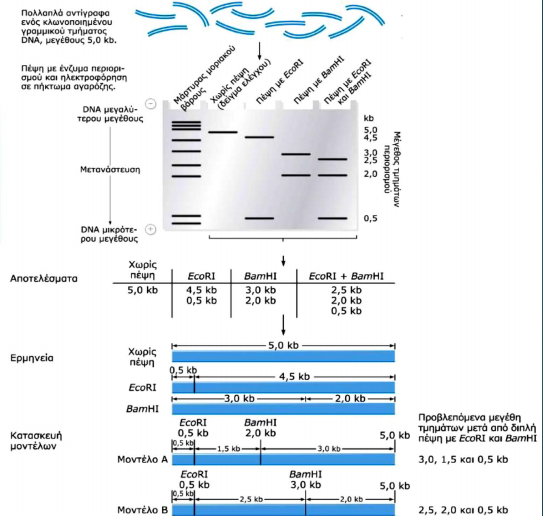 Πολλαπλά αντίγραφα
ενός κλωνοποιημένου
γραμμικού τμήματος
DNA, μεγέθους 5,0 kb.
Πέψη με ένζυμα περιορι-
σμού και ηλεκτροφόρηση
σε πήκτωμα αγαρόζης.
Μάρτυρας μοριακού
βάρους
Χωρίς πέψη
(δείγμα ελέγχου)
Πέψη με EcoRI
Πέψη με BamHI
Πέψη με EcoRI
και BamHI
DNA μεγαλύ-
τερου μεγέθους
−
Μετανάστευση
DNA μικρότε-
ρου μεγέθους
+
kb
5,0
4,5
3,0
2,5
2,0
0,5
Μέγεθος τμημάτων
περιορισμού
Αποτελέσματα
Χωρίς
πέψη EcoRI BamHI EcoRI + BamHI
5,0 kb 4,5 kb 3,0 kb 2,5 kb
0,5 kb 2,0 kb 2,0 kb
0,5 kb
Ερμηνεία
Χωρίς
πέψη
5,0 kb
0,5 kb
4,5 kb
EcoRI
3,0 kb 2,0 kb
BamHI
Κατασκευή
μοντέλων
EcoRI BamHI
0,5 kb 2,0 kb 5,0 kb
0,5 kb 1,5 kb 3,0 kb
Μοντέλο A
EcoRI BamHI
0,5 kb 3,0 kb 5,0 kb
0,5 kb 2,5 kb 2,0 kb
Μοντέλο B
Προβλεπόμενα μεγέθη
τμημάτων μετά από διπλή
πέψη με EcoRI και BamHI
3,0, 1,5 και 0,5 kb
2,5, 2,0 και 0,5 kb